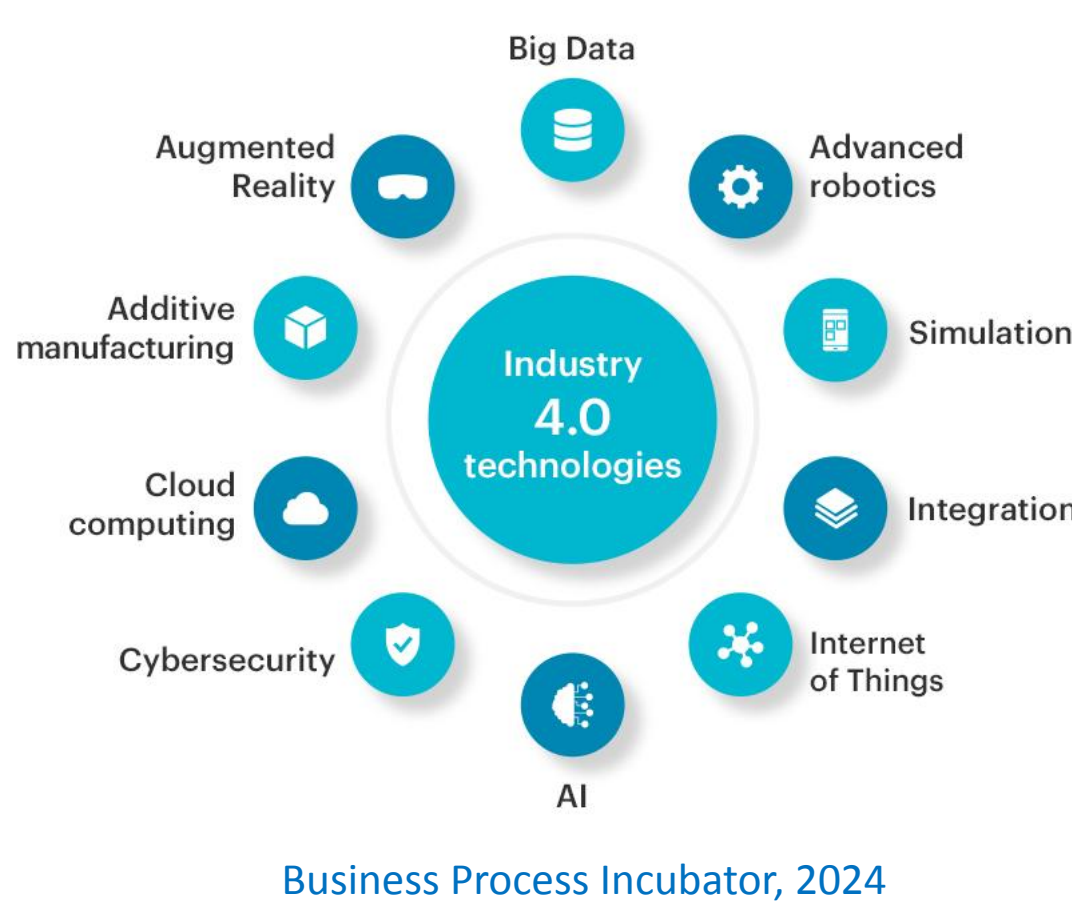 Big Data
Augmented
Reality
Advanced
robotics
Additive
manufacturing
Simulation
Industry
4.0
technologies
Cloud
computing
Integration
Cybersecurity
Internet
of Things
AI
Business Process Incubator, 2024